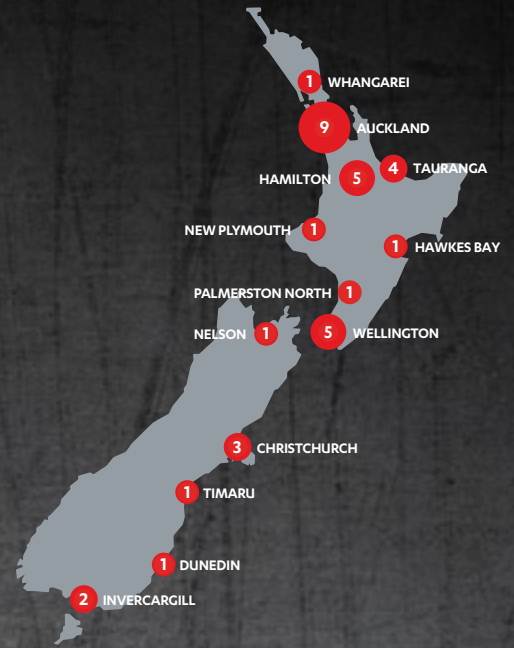 1 WHANGAREI
9 AUCKLAND
4 TAURANGA
HAMILTON 5
NEW PLYMOUTH 1
1 HAWKES BAY
PALMERSTON NORTH 1
NELSON 1
5 WELLINGTON
3 CHRISTCHURCH
1 TIMARU
1 DUNEDIN
2 INVERCARGILL